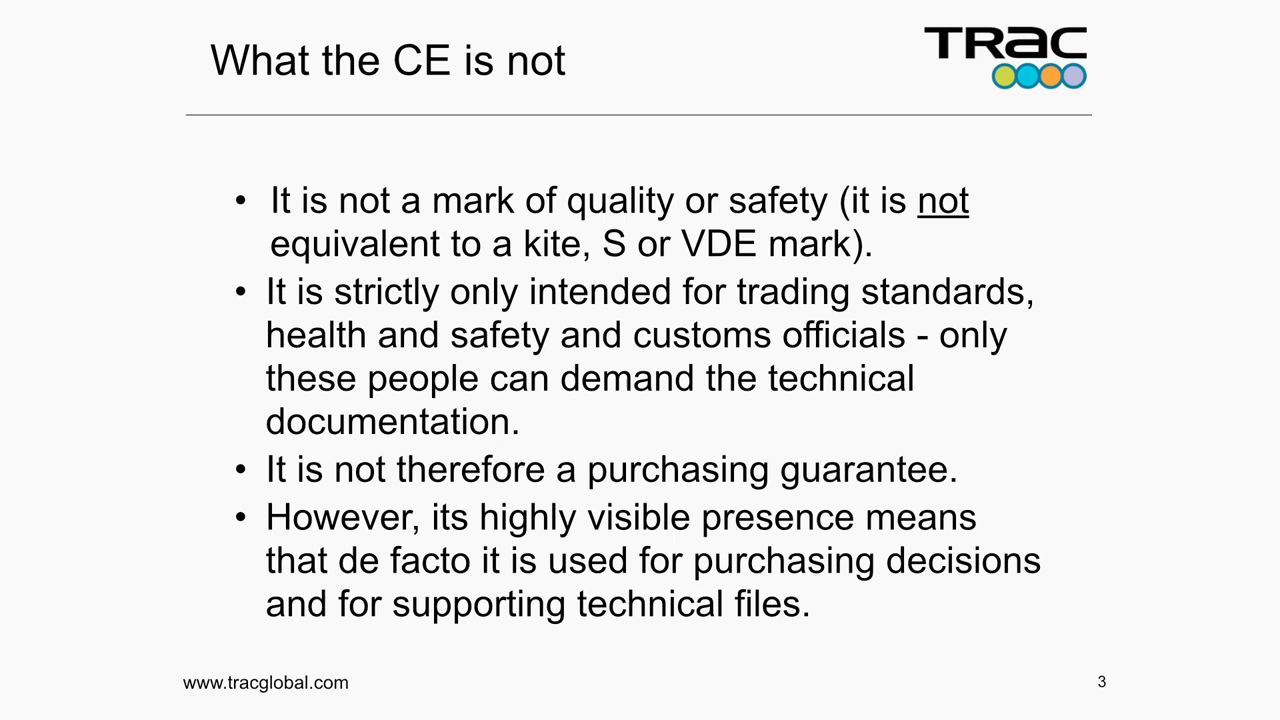 What the CE is not
TRAC
• It is not a mark of quality or safety (it is not
equivalent to a kite, S or VDE mark).
• It is strictly only intended for trading standards,
health and safety and customs officials - only
these people can demand the technical
documentation.
• It is not therefore a purchasing guarantee.
• However, its highly visible presence means
that de facto it is used for purchasing decisions
and for supporting technical files.
www.tracglobal.com
3